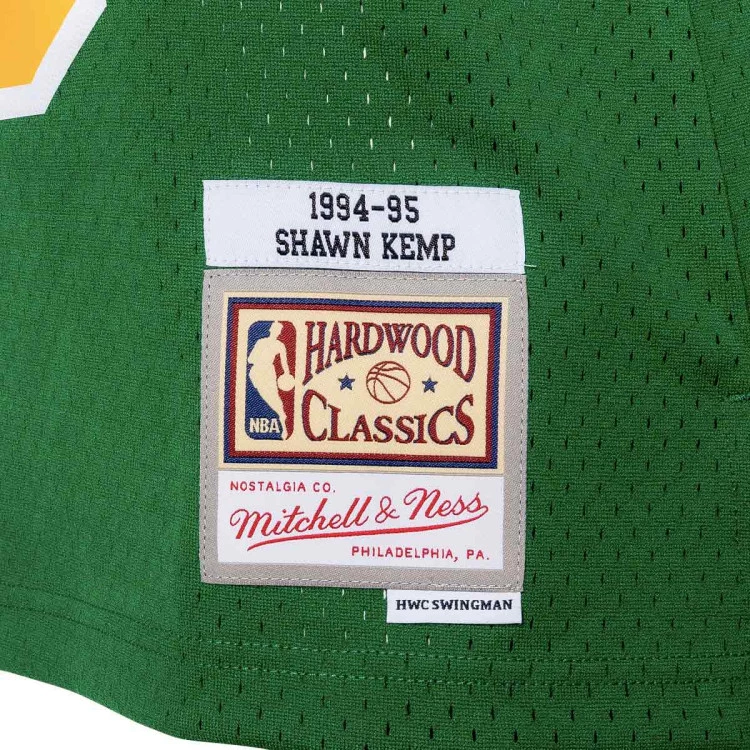 1994-95
SHAWN KEMP
HARDWOOD
NBA
CLASSICS
NOSTALGIA CO.
Mitchell & Ness
PHILADELPHIA, PA.
HWC SWINGMAN